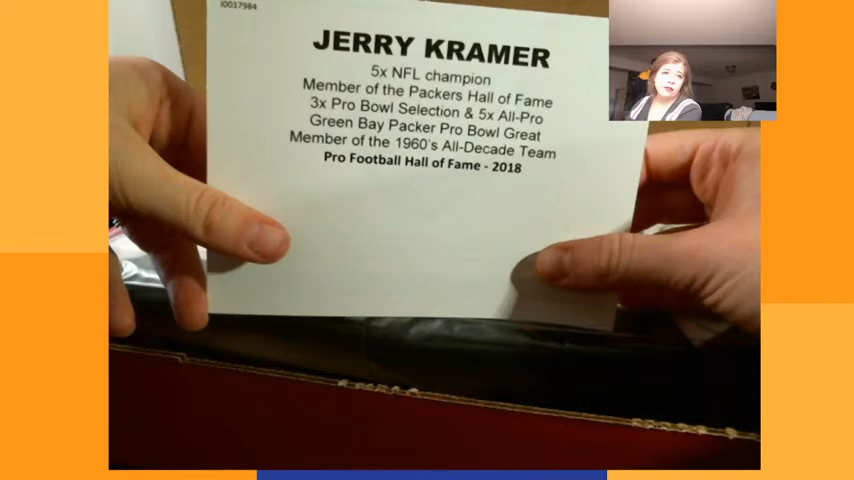 I0037984
JERRY KRAMER
5x NFL champion
Member of the Packers Hall of Fame
3x Pro Bowl Selection & 5x All-Pro
Green Bay Packer Pro Bowl Great
Member of the 1960's All-Decade Team
Pro Football Hall of Fame - 2018